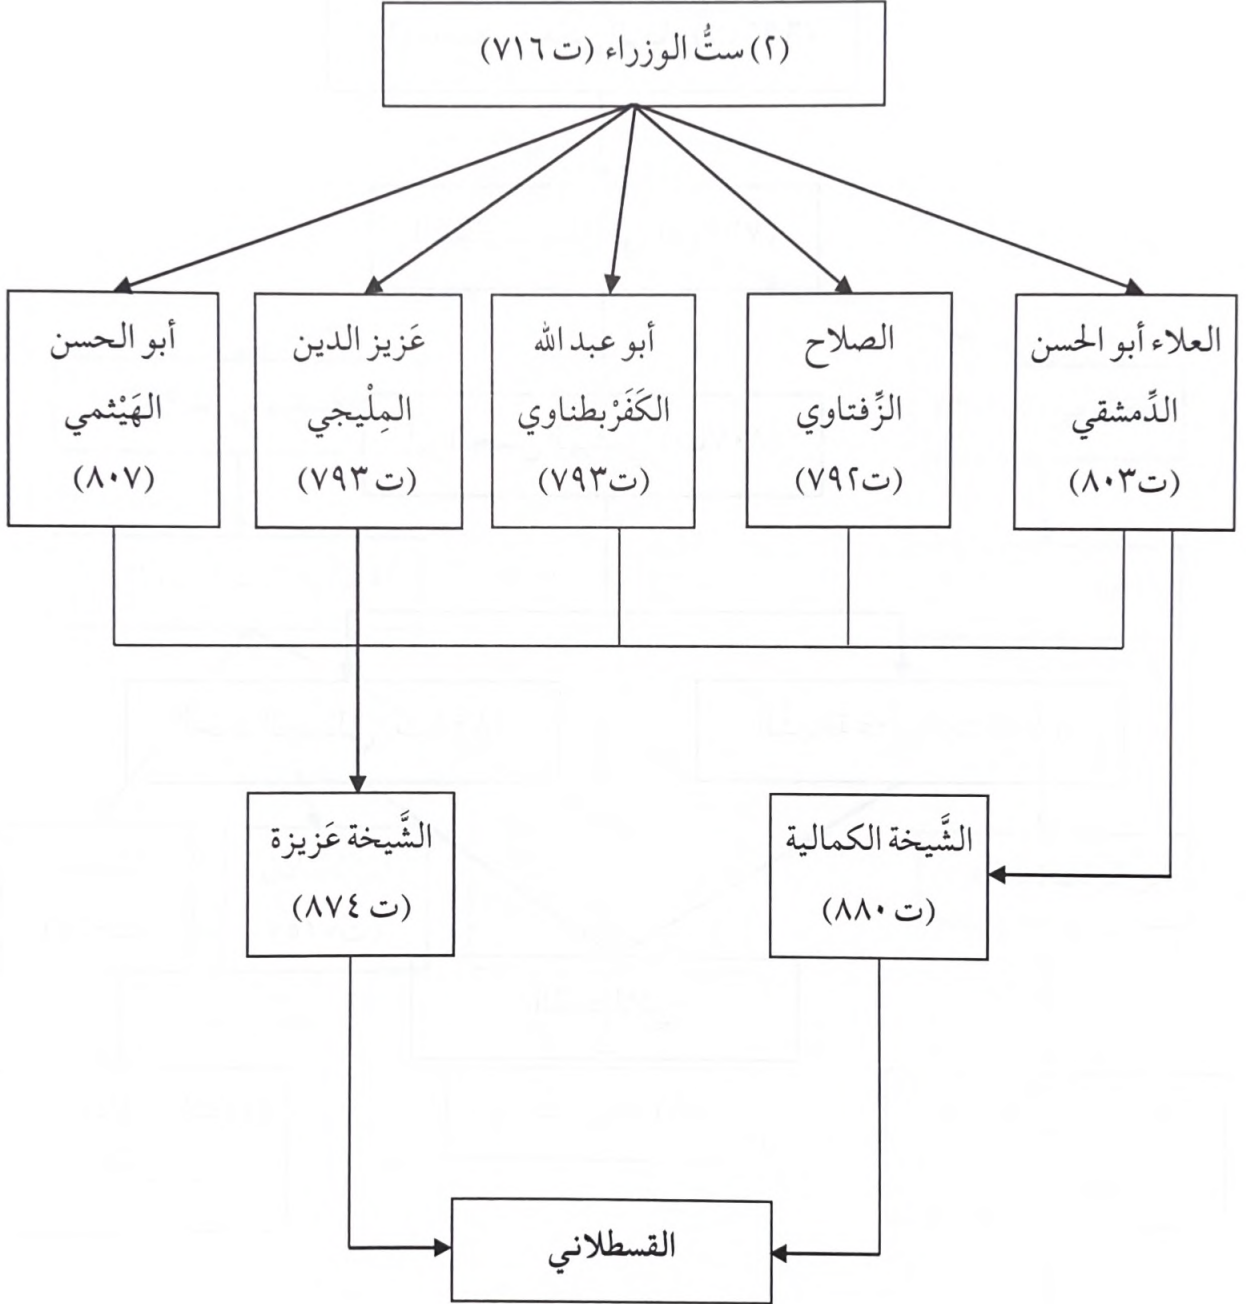 (٢) ستُّ الوزراء (ت ٧١٦)
العلاء أبو الحسن
الدِّمشقي
(ت٨٠٣)
الصلاح
الزِّفتاوي
(ت٧٩٢)
أبو عبد الله
الكَفَرْبطناوي
(ت٧٩٣)
عَزيز الدين
المِلْيجي
(ت ٧٩٣)
أبو الحسن
الهَيْثمي
(٨٠٧)
الشَّيخة الكمالية
(ت ٨٨٠)
الشَّيخة عَزيزة
(ت ٨٧٤)
القسطلاني